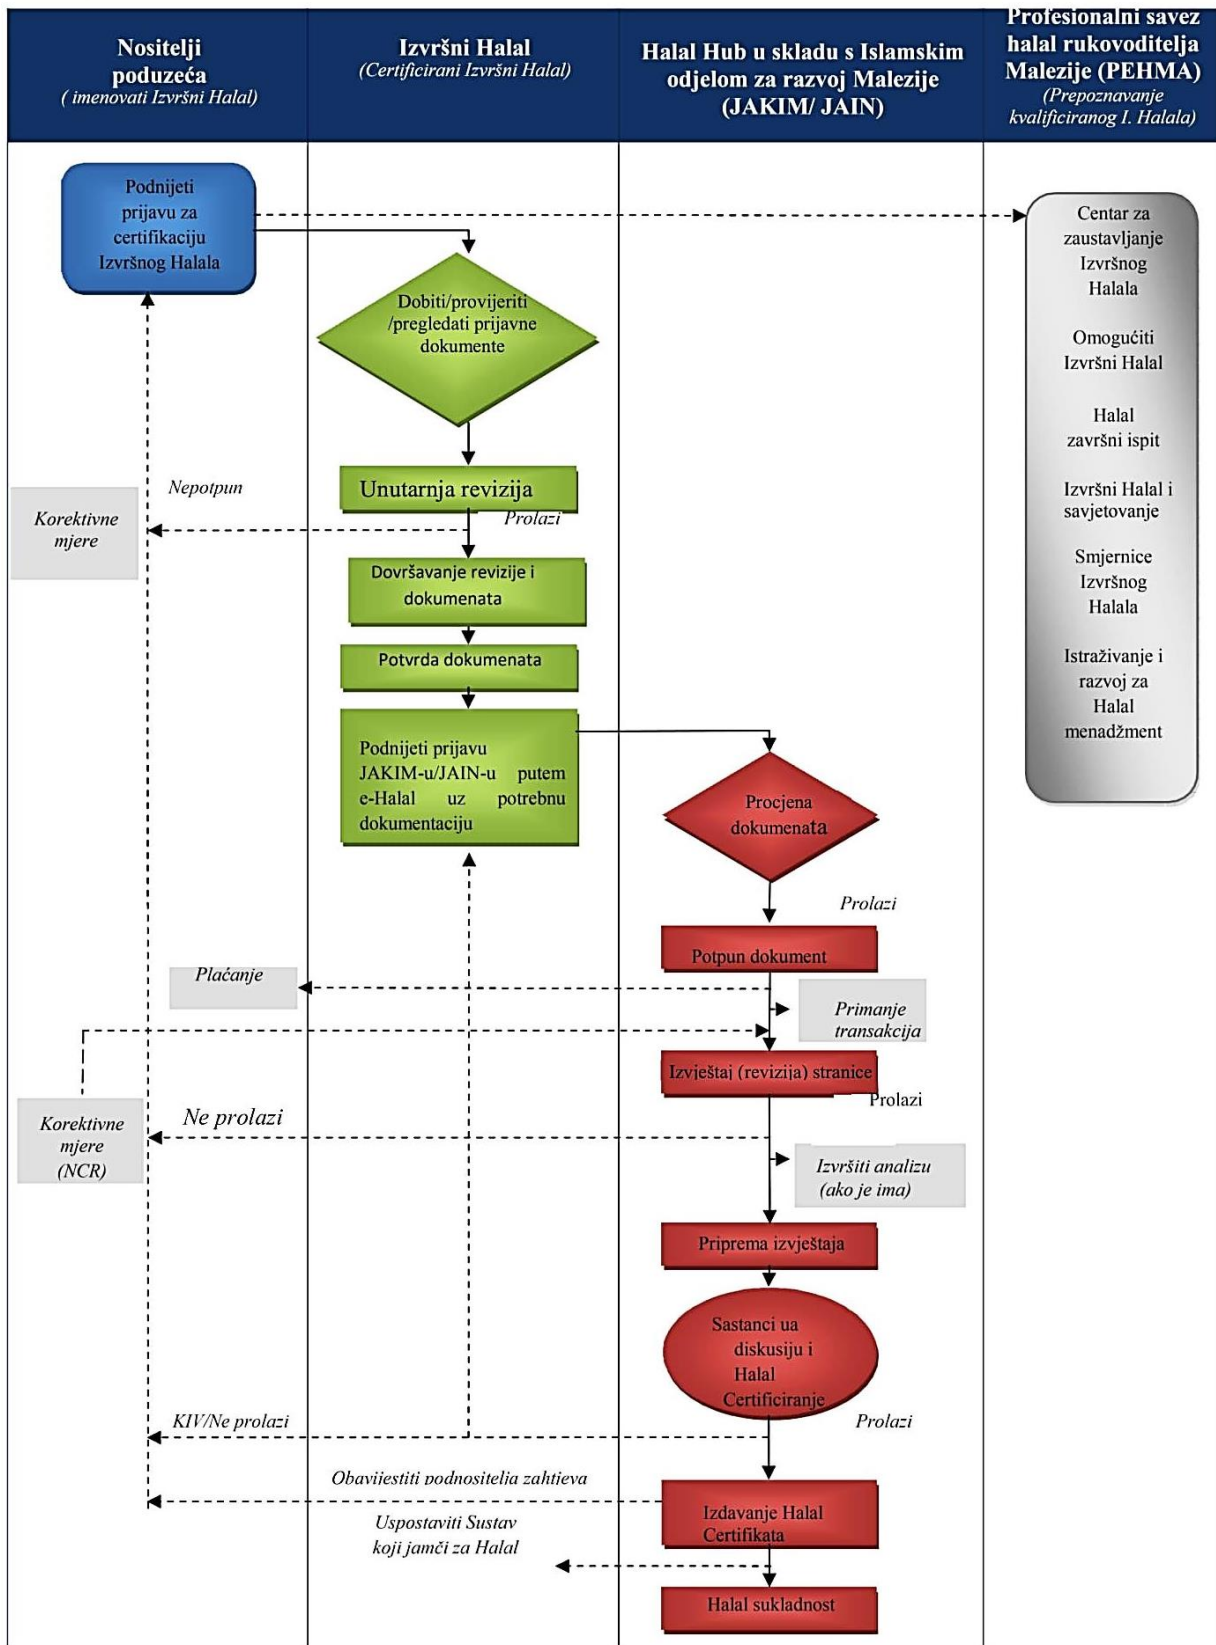 Nositelji
poduzeća
( imenovati Izvršni Halal)
Izvršni Halal
(Certificirani Izvršni Halal)
Halal Hub u skladu s Islamskim
odjelom za razvoj Malezije
(JAKIM/ JAIN)
Profesionalni savez
halal rukovoditelja
Malezije (PEHMA)
(Prepoznavanje
kvalificiranog I. Halala)
Podnijeti
prijavu za
certifikaciju
Izvršnog Halala
Dobiti/provijeriti
/pregledati prijavne
dokumente
Unutarnja revizija
Nepotpun
Prolazi
Korektivne
mjere
Dovršavanje revizije i
dokumenata
Potvrda dokumenata
Podnijeti prijavu
JAKIM-u/JAIN-u putem
e-Halal uz potrebnu
dokumentaciju
Procjena
dokumenata
Prolazi
Potpun dokument
Plaćanje
Primanje
transakcija
Izvještaj (revizija) stranice
Prolazi
Ne prolazi
Korektivne
mjere
(NCR)
Izvršiti analizu
(ako je ima)
Priprema izvještaja
Sastanci ua
diskusiju i
Halal
Certificiranje
KIV/Ne prolazi
Prolazi
Obavijestiti podnositelja zahtjeva
Izdavanje Halal
Certifikata
Uspostaviti Sustav
koji jamči za Halal
Halal sukladnost
Centar za
zaustavljanje
Izvršnog
Halala
Omogućiti
Izvršni Halal
Halal
završni ispit
Izvršni Halal i
savjetovanje
Smjernice
Izvršnog
Halala
Istraživanje i
razvoj za
Halal
menadžment